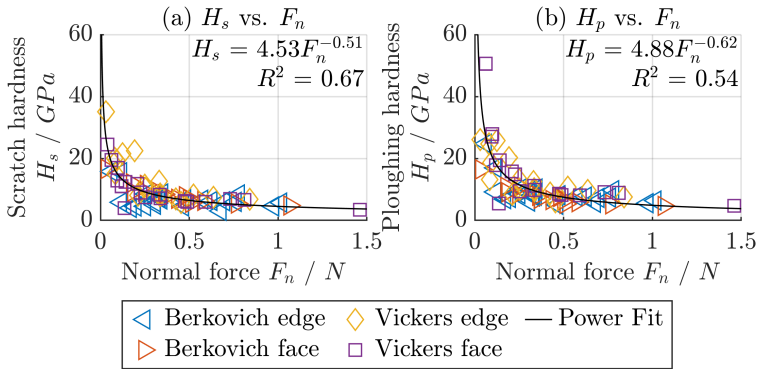 (a) H_s vs. F_n
H_s = 4.53F_n^{-0.51}
R^2 = 0.67
Scratch hardness
H_s / GPa
60
40
20
0
0
0.5
1
1.5
Normal force F_n / N
(b) H_p vs. F_n
H_p = 4.88F_n^{-0.62}
R^2 = 0.54
Ploughing hardness
H_p / GPa
60
40
20
0
0
0.5
1
1.5
Normal force F_n / N
Berkovich edge
Vickers edge
Power Fit
Berkovich face
Vickers face